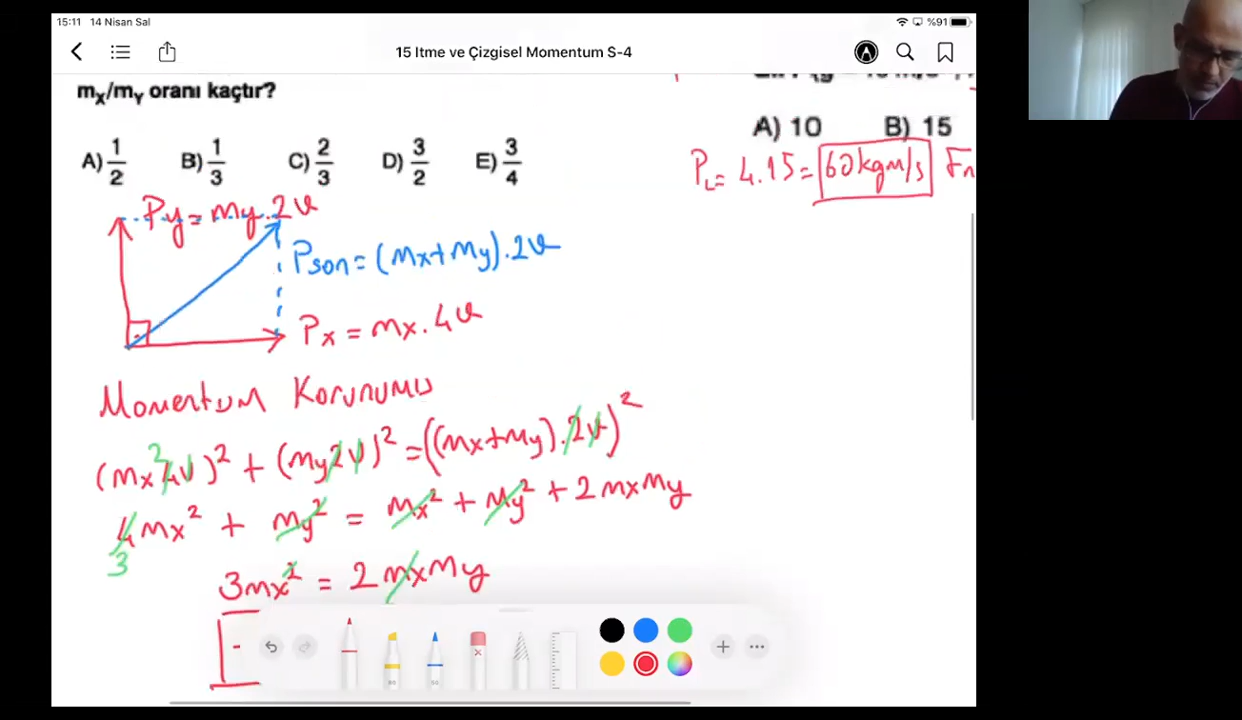 15:11 14 Nisan Sal %91
15 Itme ve Çizgisel Momentum S-4
mX/mY oranı kaçtır?
A) 1/2 B) 1/3 C) 2/3 D) 3/2 E) 3/4
A) 10 B) 15
PL = 4.15 = 60 kgm/s
Py = my.2v
Pson = (mx+my).2v
Px = mx.4v
Momentum Korunumu
(mx 4v)² + (my2v)² = ((mx+my).2v)²
2
4mx² + my² = mx² + my² + 2mxmy
3
3mx² = 2mxmy